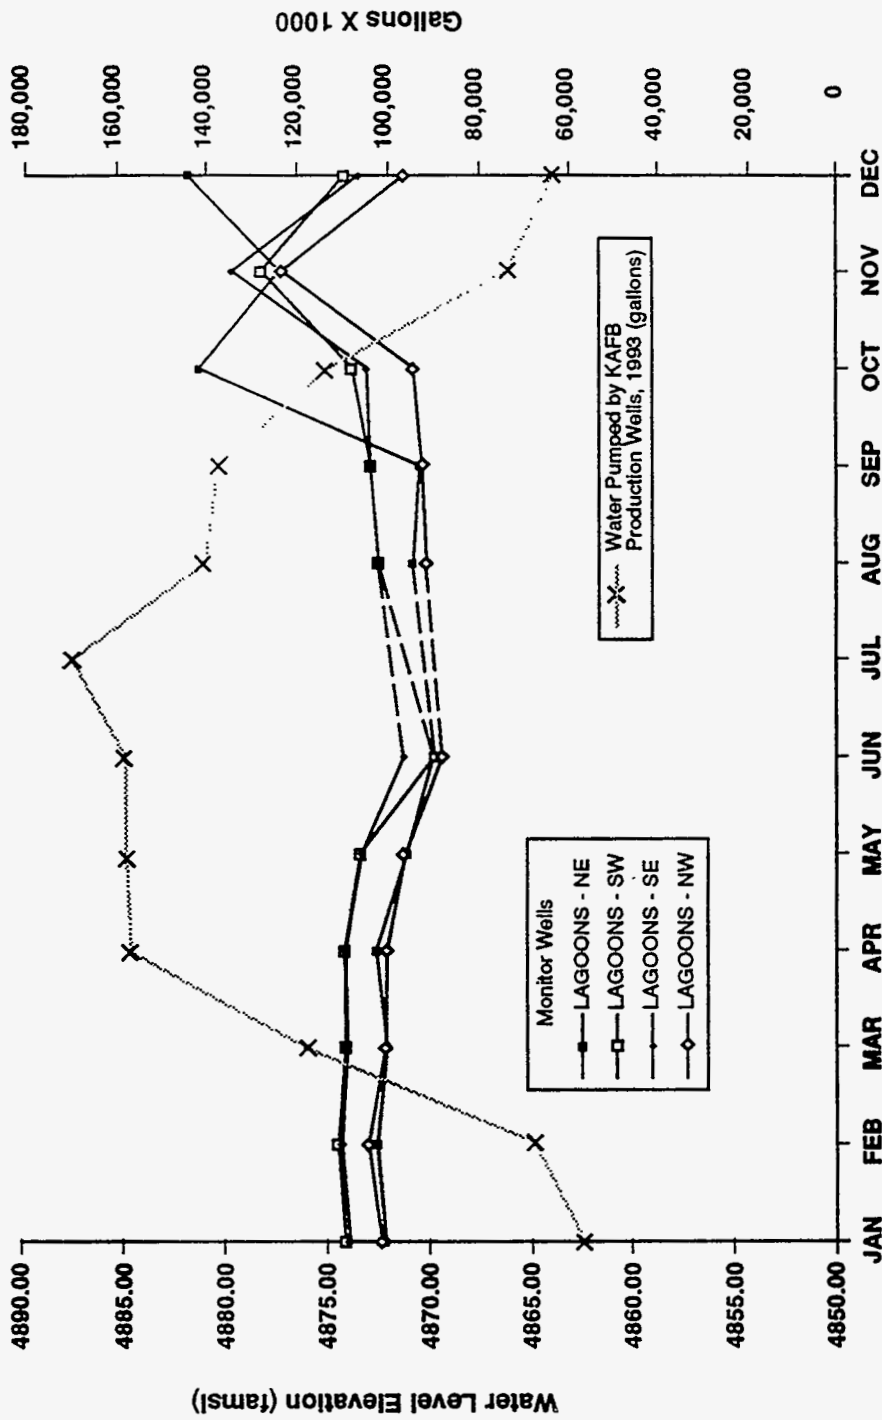 Gallons X 1000
180,000
160,000
140,000
120,000
100,000
80,000
60,000
40,000
20,000
0
4890.00
4885.00
4880.00
4875.00
4870.00
4865.00
4860.00
4855.00
4850.00
Water Level Elevation (famsl)
JAN
FEB
MAR
APR
MAY
JUN
JUL
AUG
SEP
OCT
NOV
DEC
Monitor Wells
LAGOONS - NE
LAGOONS - SW
LAGOONS - SE
LAGOONS - NW
Water Pumped by KAFB
Production Wells, 1993 (gallons)